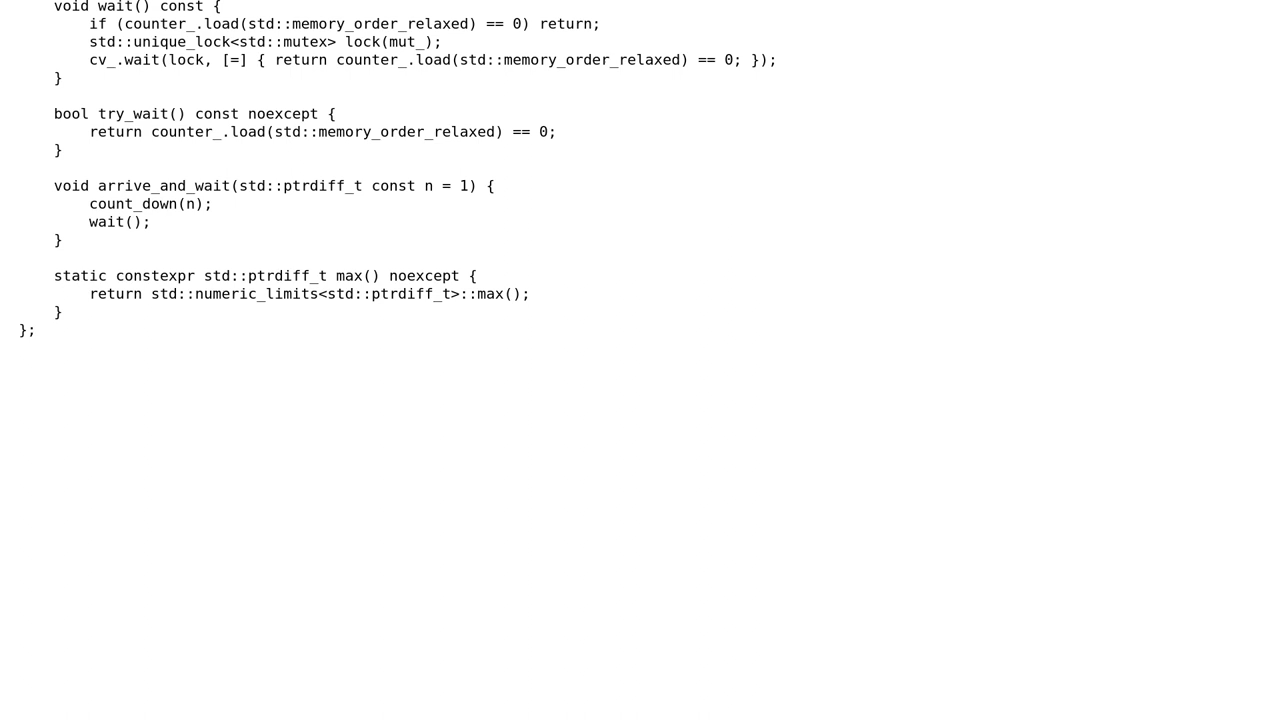 void wait() const {
        if (counter_.load(std::memory_order_relaxed) == 0) return;
        std::unique_lock<std::mutex> lock(mut_);
        cv_.wait(lock, [=] { return counter_.load(std::memory_order_relaxed) == 0; });
    }

    bool try_wait() const noexcept {
        return counter_.load(std::memory_order_relaxed) == 0;
    }

    void arrive_and_wait(std::ptrdiff_t const n = 1) {
        count_down(n);
        wait();
    }

    static constexpr std::ptrdiff_t max() noexcept {
        return std::numeric_limits<std::ptrdiff_t>::max();
    }
};